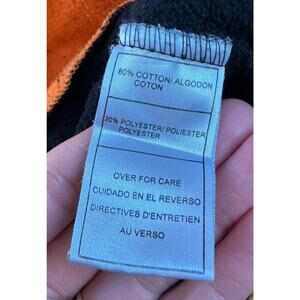 80% COTTON/ ALGODON
COTON
20% POLYESTER/ POLIESTER
POLYESTER
OVER FOR CARE
CUIDADO EN EL REVERSO
DIRECTIVES D'ENTRETIEN
AU VERSO